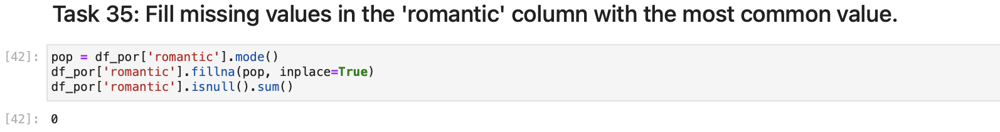 Task 35: Fill missing values in the 'romantic' column with the most common value.
[42]: pop = df_por['romantic'].mode()
df_por['romantic'].fillna(pop, inplace=True)
df_por['romantic'].isnull().sum()
[42]: 0